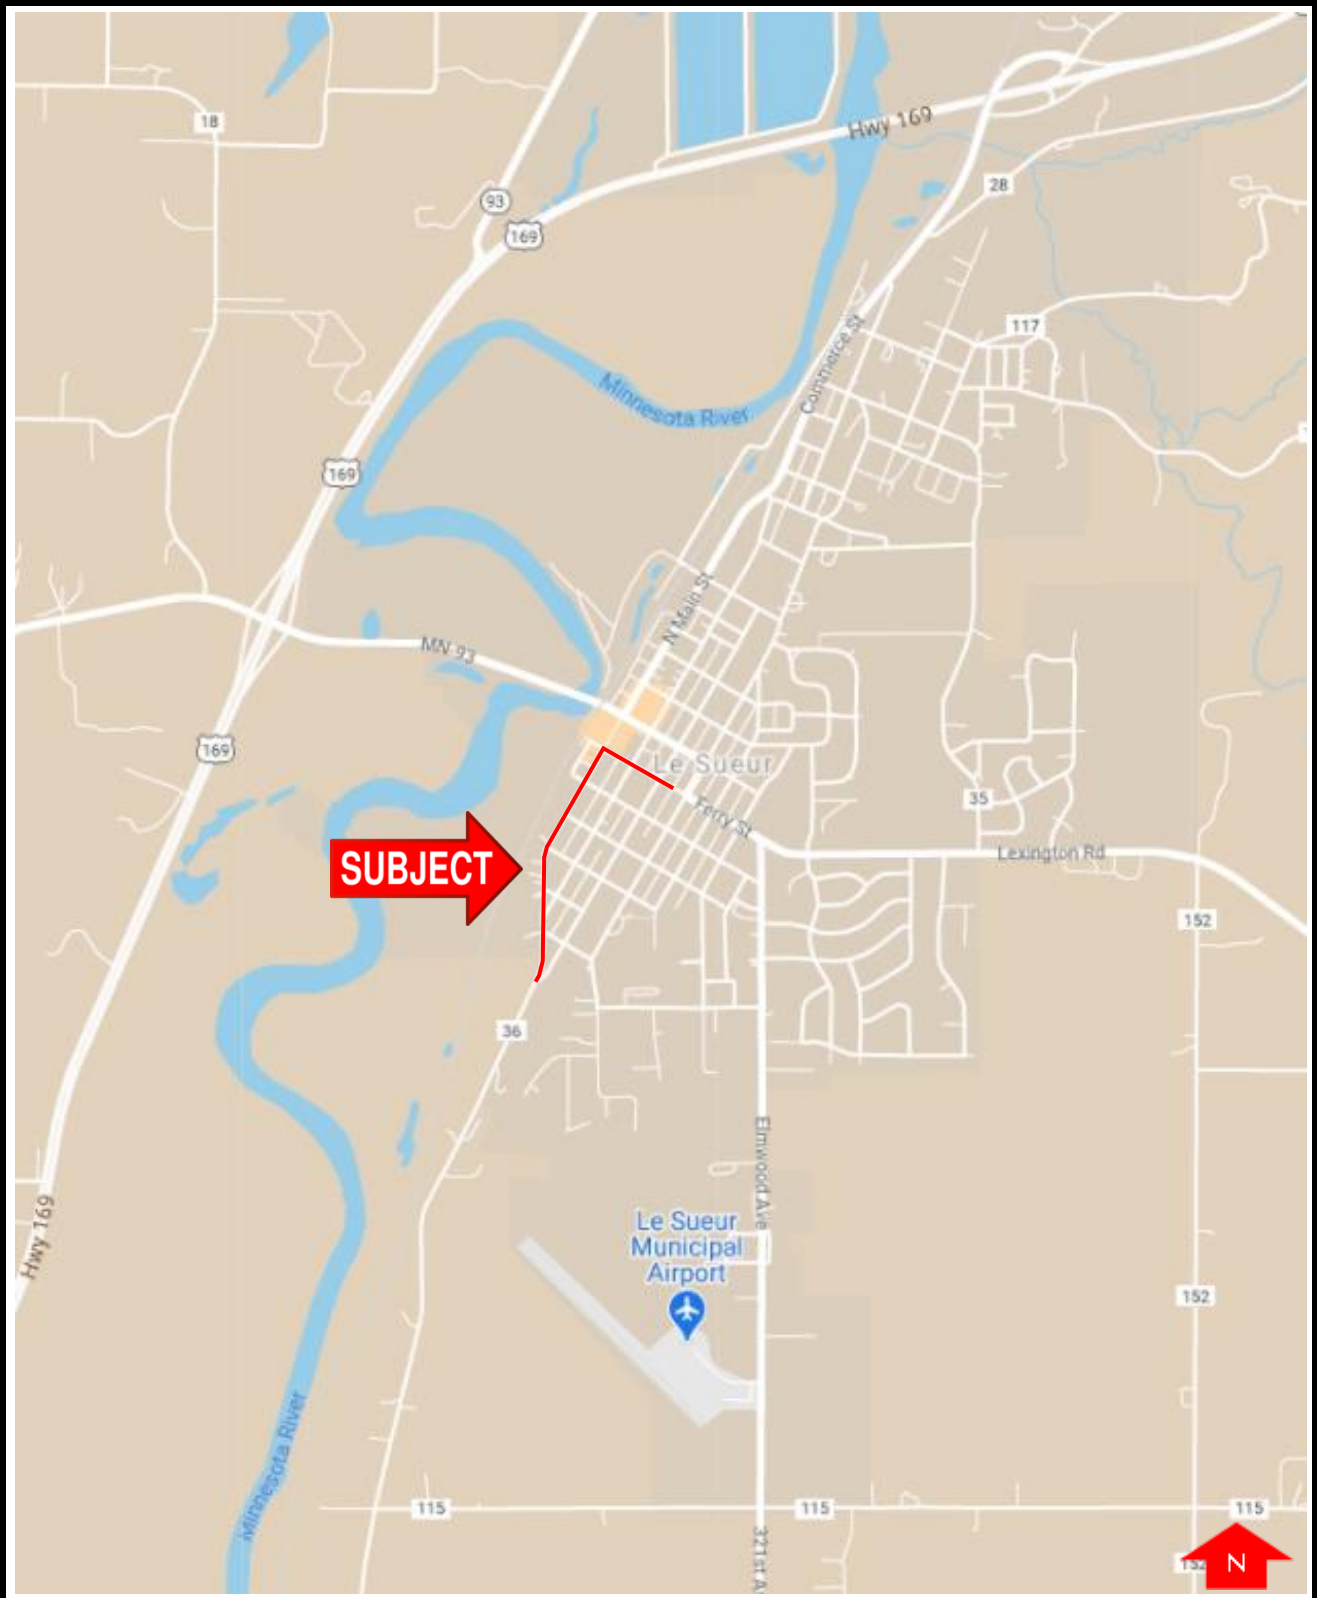 Hwy 169
18
28
93
169
117
Commerce St
Minnesota River
169
N Main St
MN 93
169
Le Sueur
35
Ferry St
Lexington Rd
SUBJECT
152
36
Elmwood Ave
Hwy 169
Le Sueur
Municipal
Airport
152
Minnesota River
115
115
115
321st A
152
N